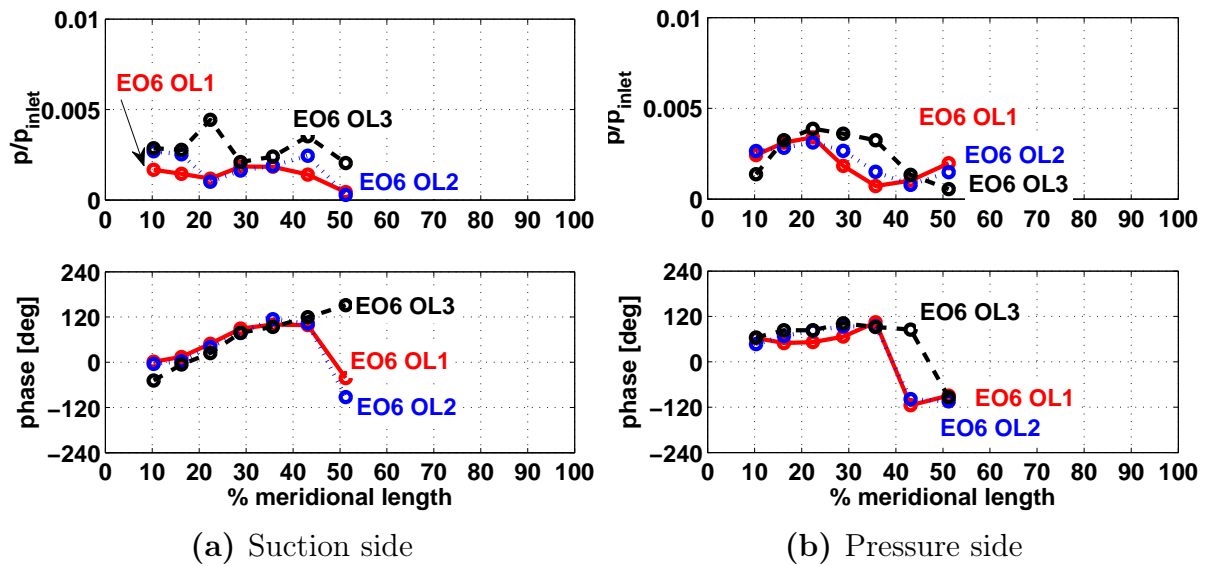 0.01
0.005
0
p/p_inlet
EO6 OL1
EO6 OL3
EO6 OL2
0 10 20 30 40 50 60 70 80 90 100
240
120
0
−120
−240
phase [deg]
EO6 OL3
EO6 OL1
EO6 OL2
0 10 20 30 40 50 60 70 80 90 100
% meridional length
(a) Suction side
0.01
0.005
0
p/p_inlet
EO6 OL1
EO6 OL2
EO6 OL3
0 10 20 30 40 50 60 70 80 90 100
240
120
0
−120
−240
phase [deg]
EO6 OL3
EO6 OL1
EO6 OL2
0 10 20 30 40 50 60 70 80 90 100
% meridional length
(b) Pressure side